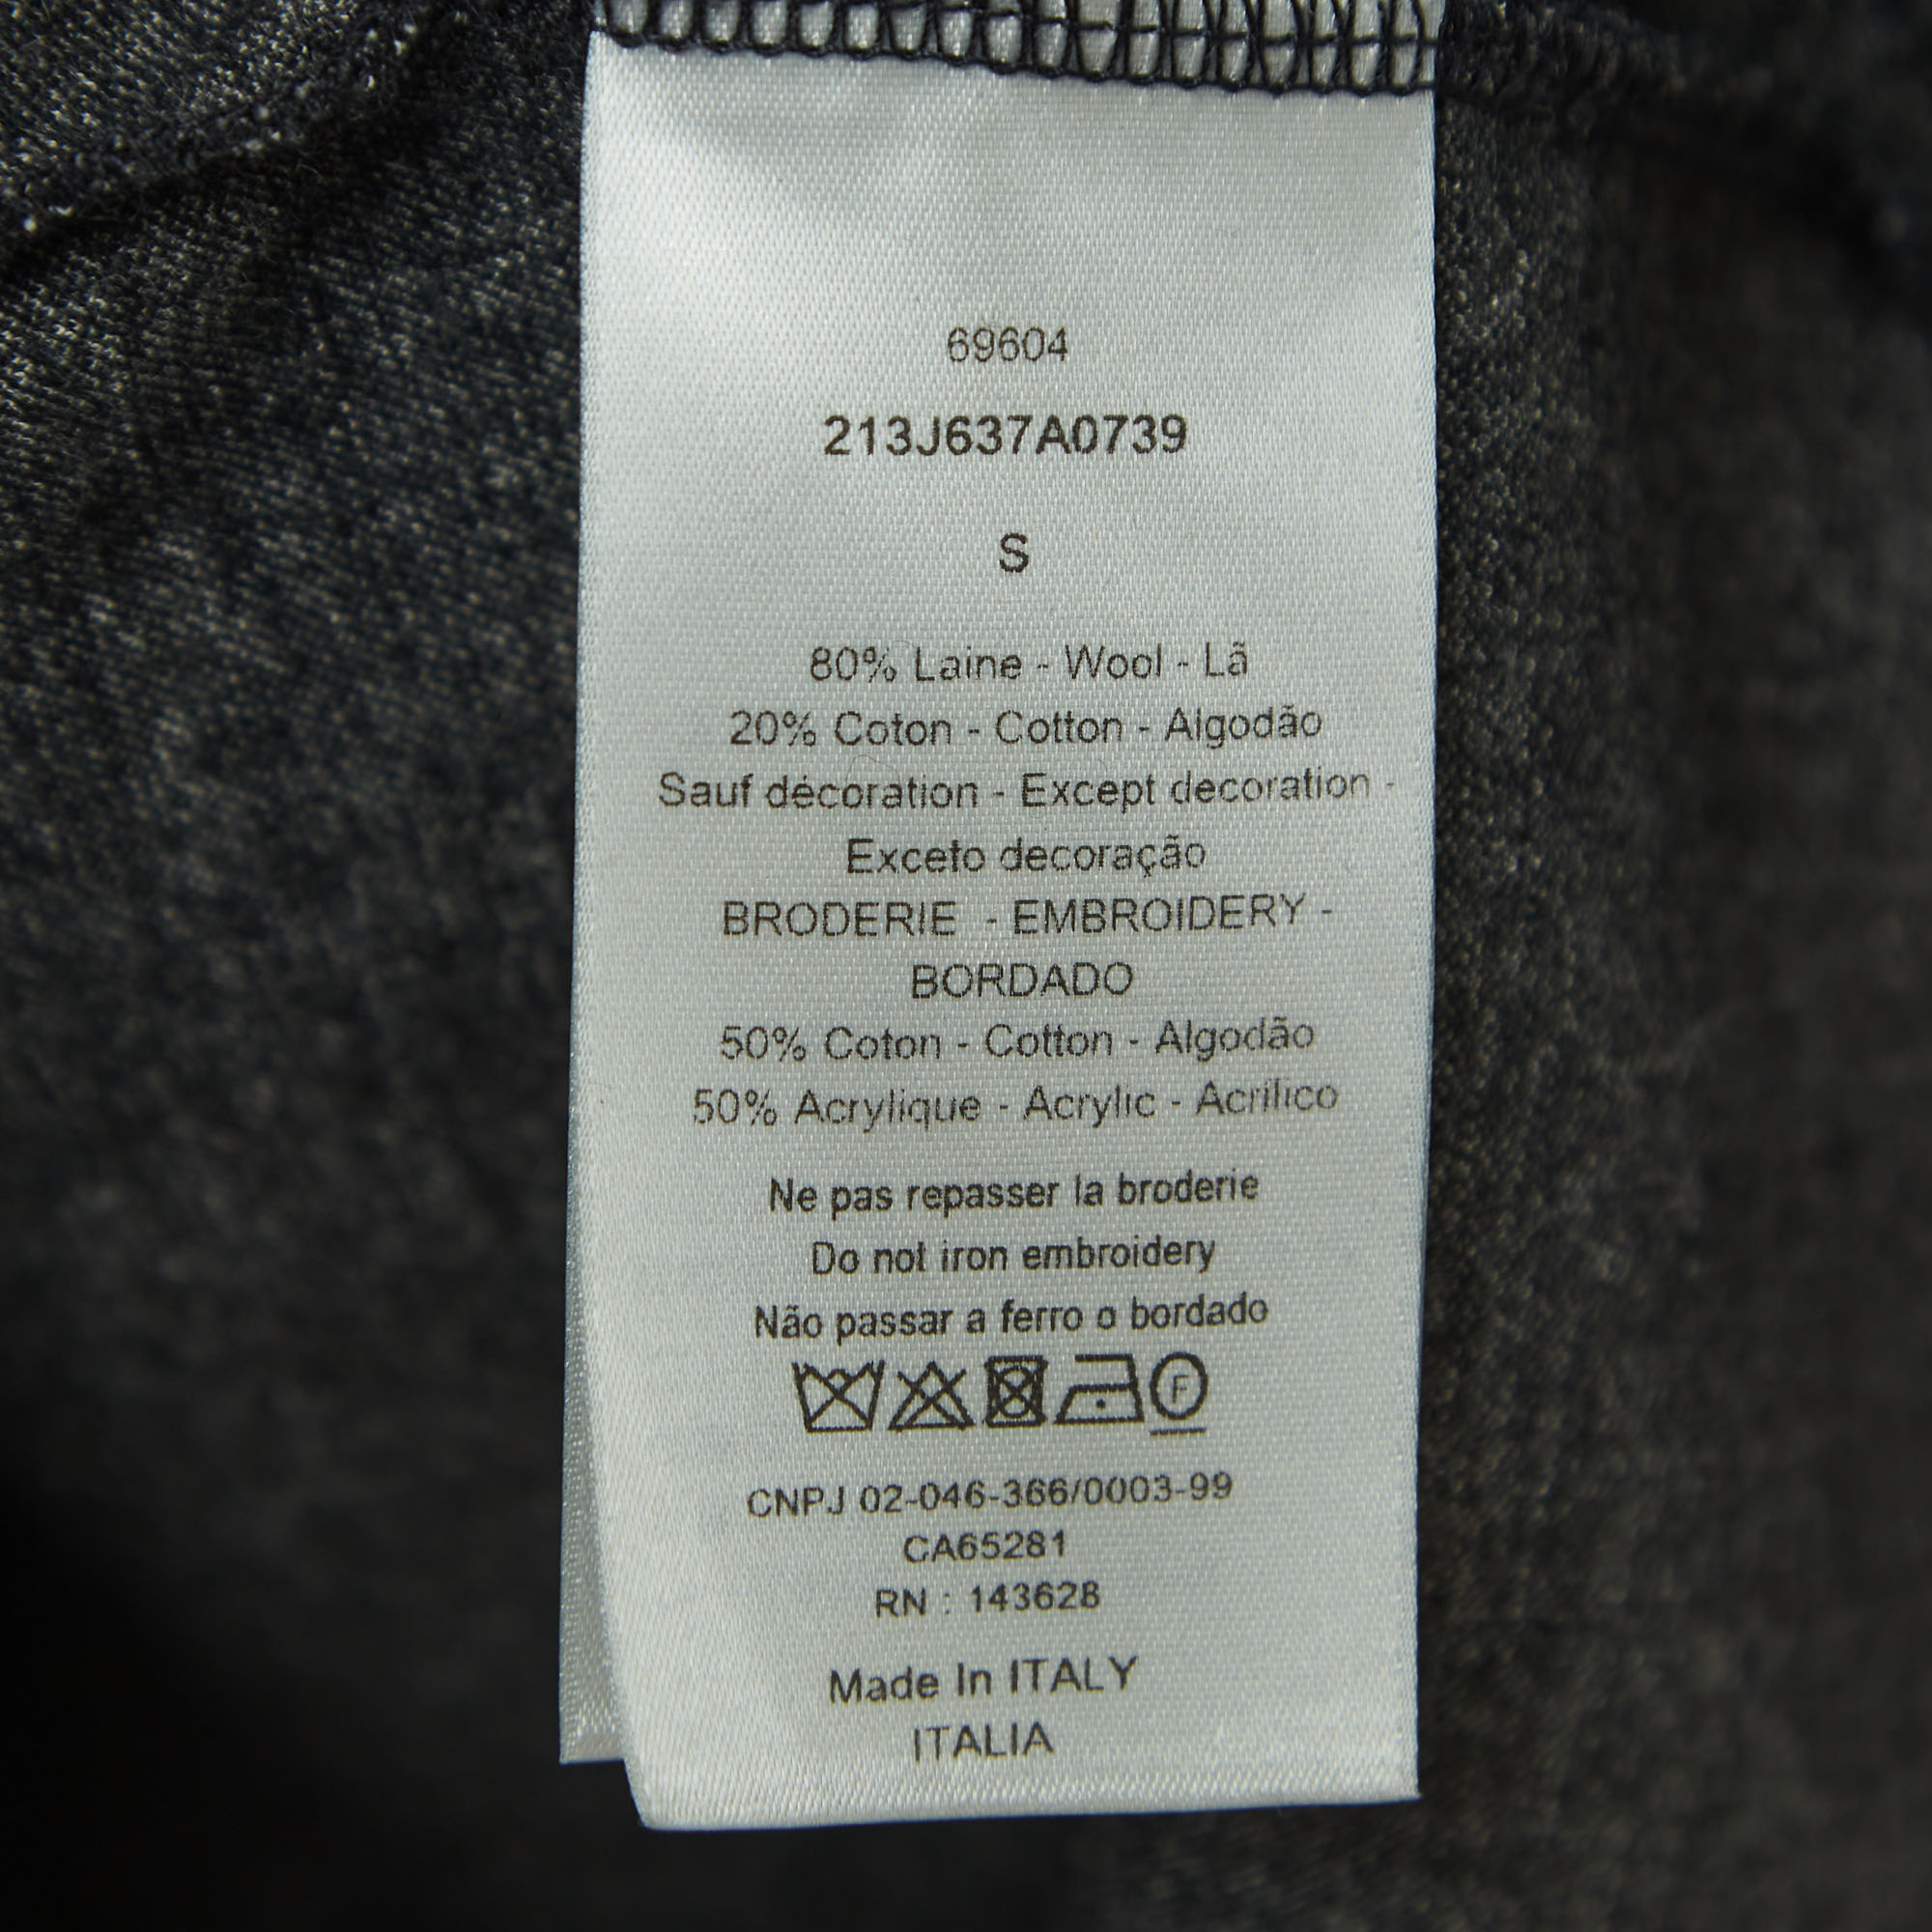 69604
213J637A0739
S
80% Laine - Wool - Lã
20% Coton - Cotton - Algodão
Sauf décoration - Except decoration -
Exceto decoração
BRODERIE - EMBROIDERY -
BORDADO
50% Coton - Cotton - Algodão
50% Acrylique - Acrylic - Acrilico
Ne pas repasser la broderie
Do not iron embroidery
Não passar a ferro o bordado
F
CNPJ 02-046-366/0003-99
CA65281
RN : 143628
Made In ITALY
ITALIA